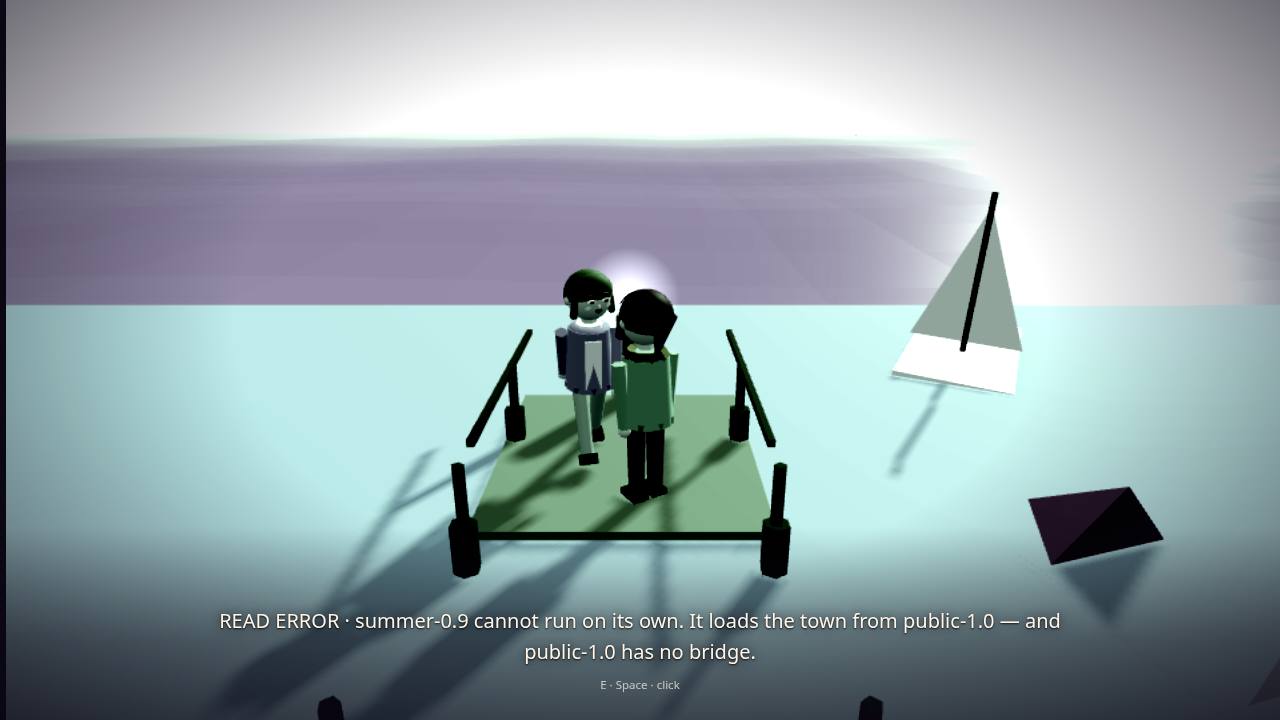 READ ERROR · summer-0.9 cannot run on its own. It loads the town from public-1.0 — and
public-1.0 has no bridge.
E · Space · click